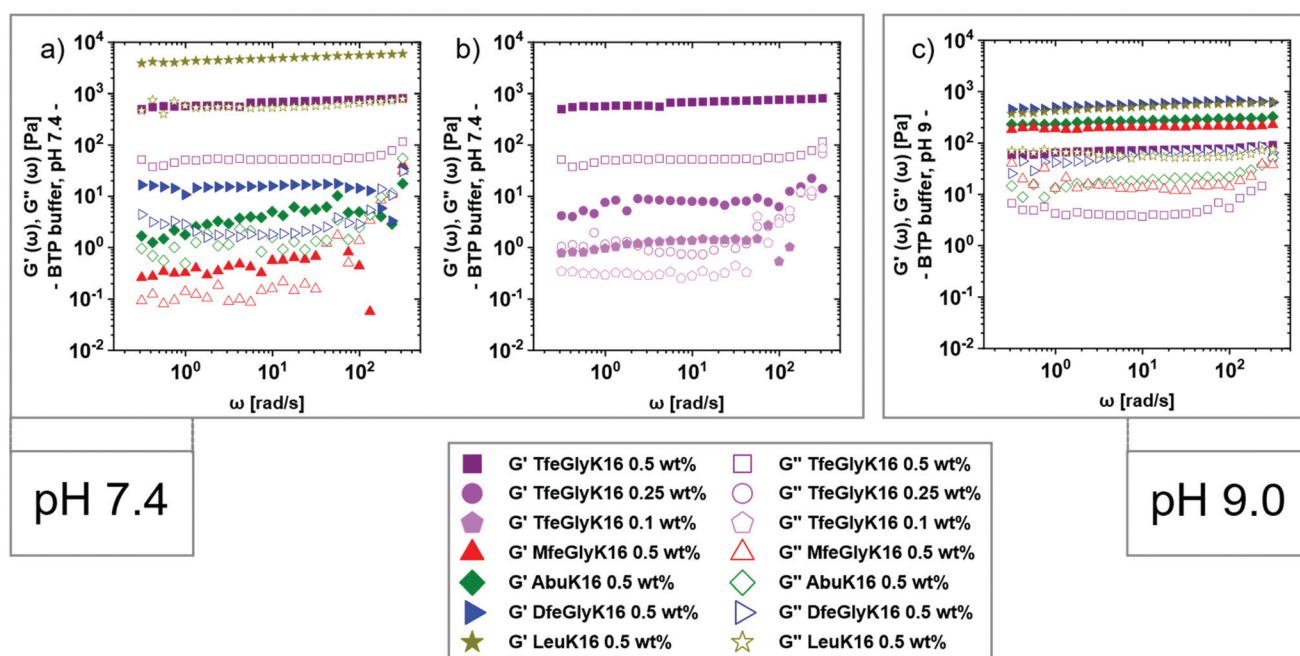 a)
b)
c)
G' (ω), G'' (ω) [Pa]
- BTP buffer, pH 7.4 -
10⁴
10³
10²
10¹
10⁰
10⁻¹
10⁻²
10⁰ 10¹ 10²
ω [rad/s]
G' (ω), G'' (ω) [Pa]
- BTP buffer, pH 7.4 -
10⁴
10³
10²
10¹
10⁰
10⁻¹
10⁻²
10⁰ 10¹ 10²
ω [rad/s]
G' (ω), G'' (ω) [Pa]
- BTP buffer, pH 9 -
10⁴
10³
10²
10¹
10⁰
10⁻¹
10⁻²
10⁰ 10¹ 10²
ω [rad/s]
pH 7.4
pH 9.0
G' TfeGlyK16 0.5 wt% G'' TfeGlyK16 0.5 wt%
G' TfeGlyK16 0.25 wt% G'' TfeGlyK16 0.25 wt%
G' TfeGlyK16 0.1 wt% G'' TfeGlyK16 0.1 wt%
G' MfeGlyK16 0.5 wt% G'' MfeGlyK16 0.5 wt%
G' AbuK16 0.5 wt% G'' AbuK16 0.5 wt%
G' DfeGlyK16 0.5 wt% G'' DfeGlyK16 0.5 wt%
G' LeuK16 0.5 wt% G'' LeuK16 0.5 wt%